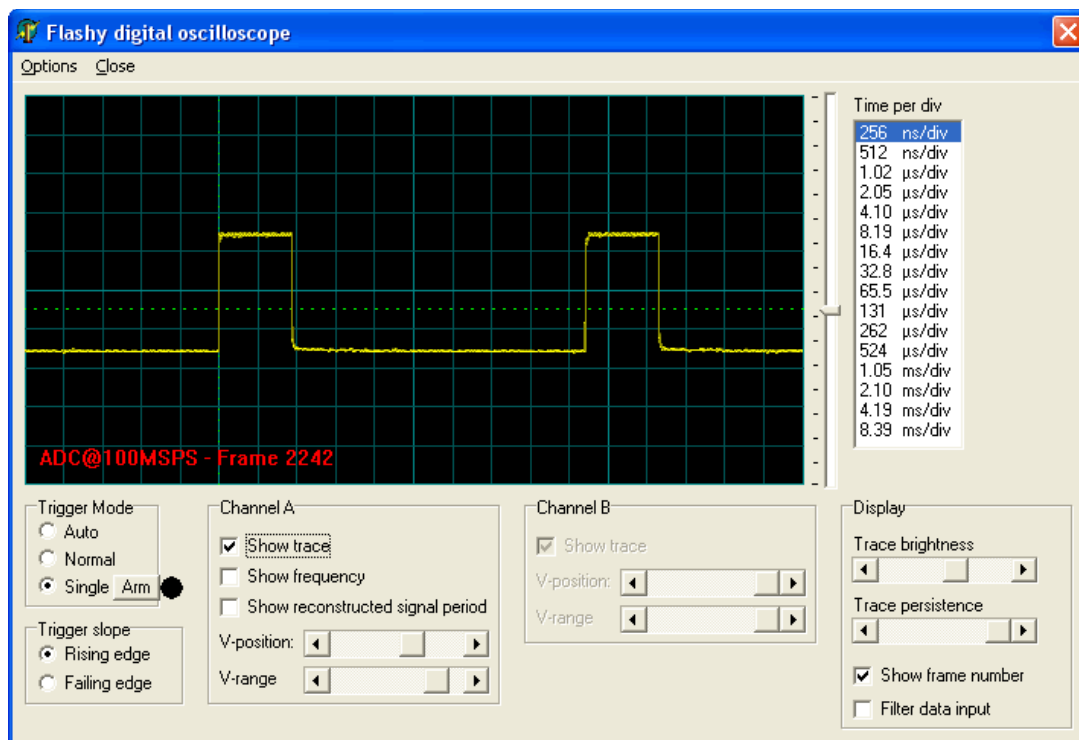 Flashy digital oscilloscope
Options Close
Time per div
256 ns/div
512 ns/div
1.02 µs/div
2.05 µs/div
4.10 µs/div
8.19 µs/div
16.4 µs/div
32.8 µs/div
65.5 µs/div
131 µs/div
262 µs/div
524 µs/div
1.05 ms/div
2.10 ms/div
4.19 ms/div
8.39 ms/div
ADC@100MSPS - Frame 2242
Trigger Mode
Auto
Normal
Single Arm
Trigger slope
Rising edge
Failing edge
Channel A
Show trace
Show frequency
Show reconstructed signal period
V-position:
V-range
Channel B
Show trace
V-position:
V-range
Display
Trace brightness
Trace persistence
Show frame number
Filter data input